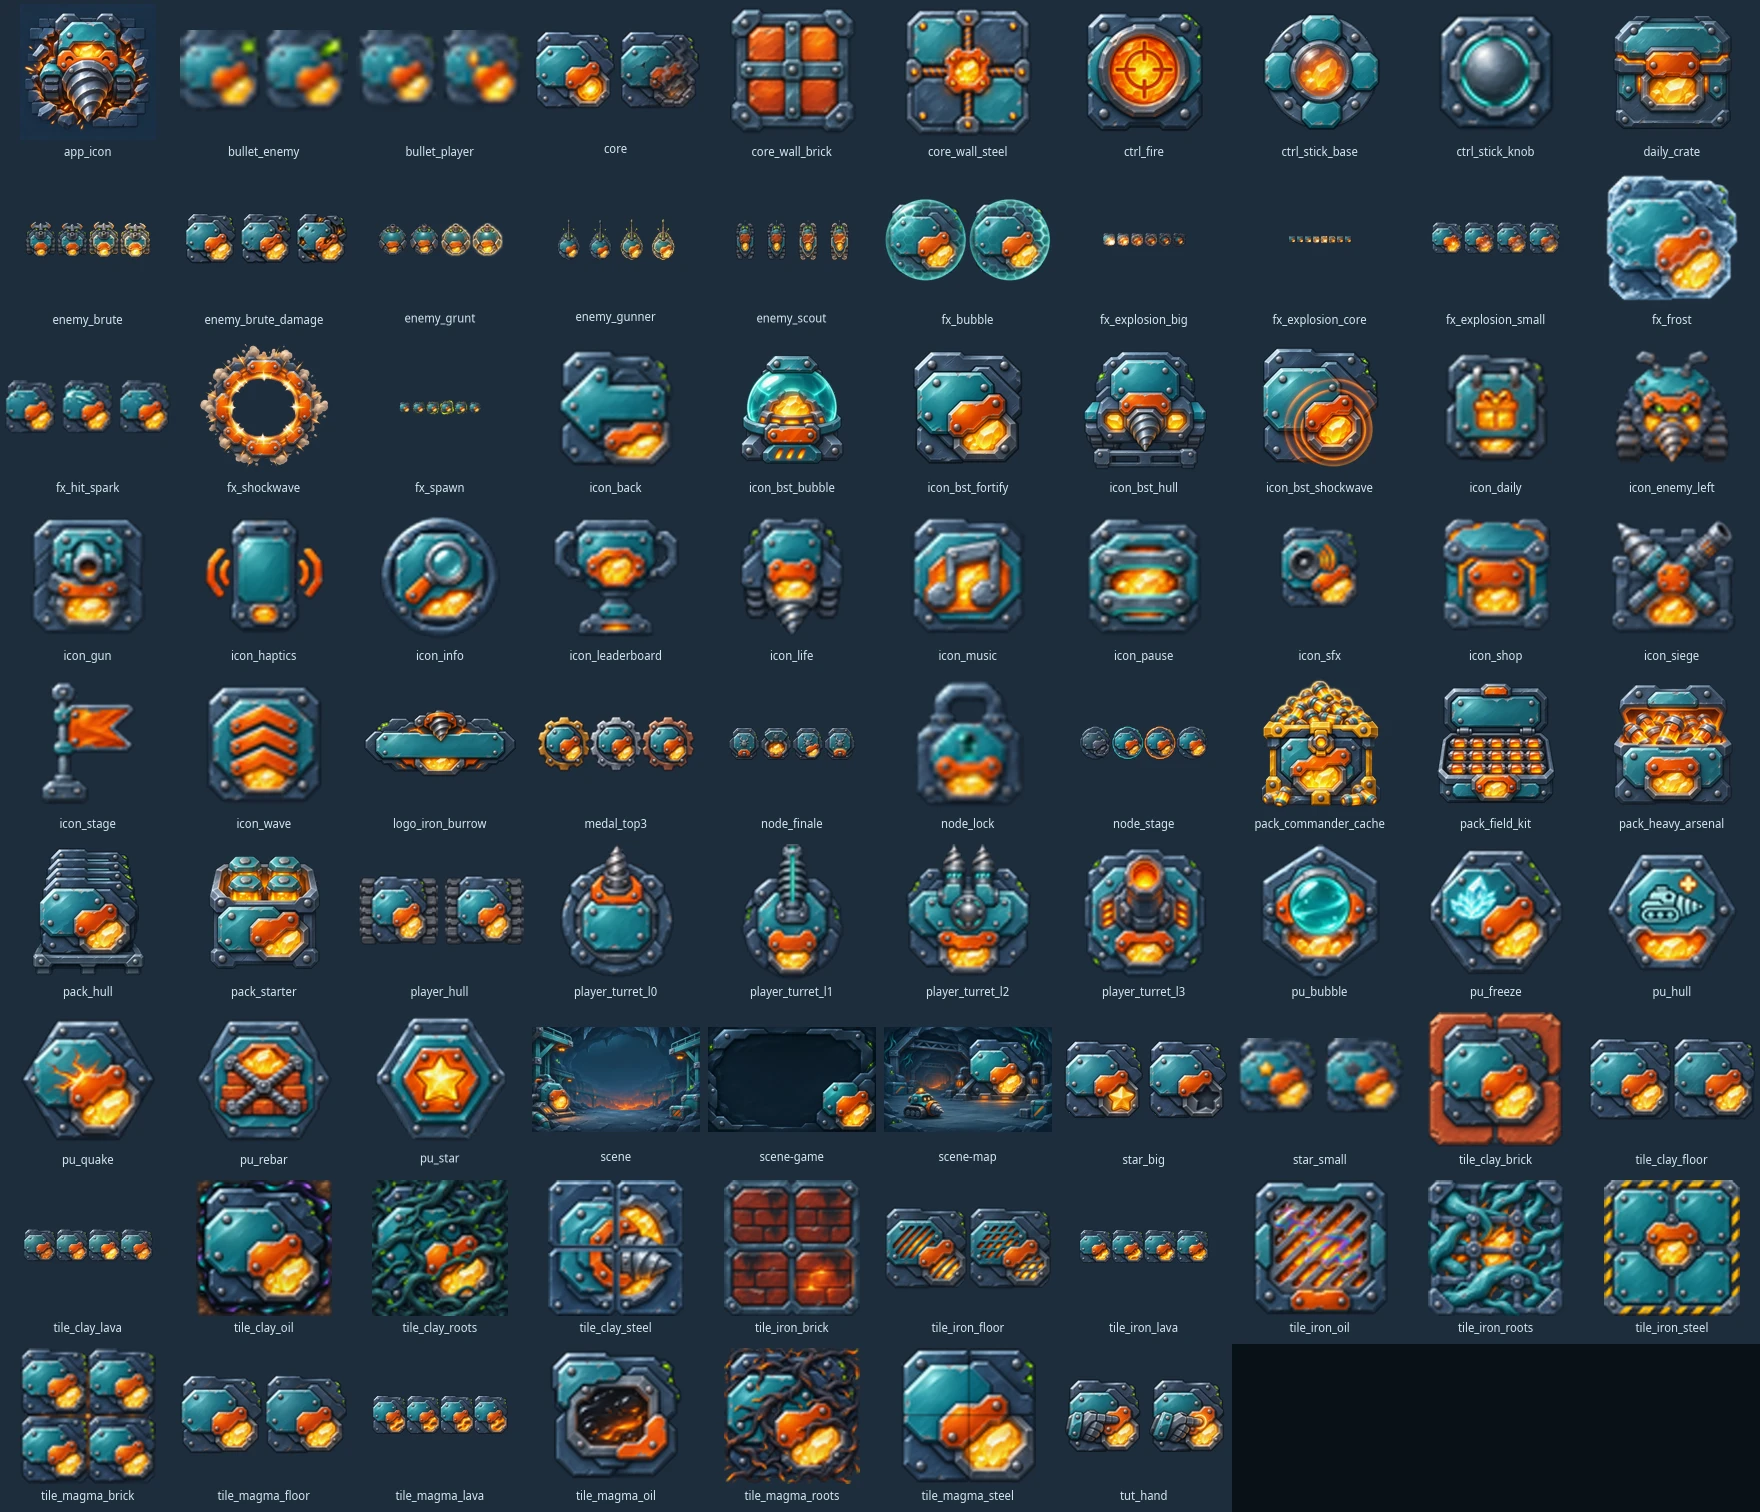 app_icon bullet_enemy bullet_player core core_wall_brick core_wall_steel ctrl_fire ctrl_stick_base ctrl_stick_knob daily_crate
enemy_brute enemy_brute_damage enemy_grunt enemy_gunner enemy_scout fx_bubble fx_explosion_big fx_explosion_core fx_explosion_small fx_frost
fx_hit_spark fx_shockwave fx_spawn icon_back icon_bst_bubble icon_bst_fortify icon_bst_hull icon_bst_shockwave icon_daily icon_enemy_left
icon_gun icon_haptics icon_info icon_leaderboard icon_life icon_music icon_pause icon_sfx icon_shop icon_siege
icon_stage icon_wave logo_iron_burrow medal_top3 node_finale node_lock node_stage pack_commander_cache pack_field_kit pack_heavy_arsenal
pack_hull pack_starter player_hull player_turret_l0 player_turret_l1 player_turret_l2 player_turret_l3 pu_bubble pu_freeze pu_hull
pu_quake pu_rebar pu_star scene scene-game scene-map star_big star_small tile_clay_brick tile_clay_floor
tile_clay_lava tile_clay_oil tile_clay_roots tile_clay_steel tile_iron_brick tile_iron_floor tile_iron_lava tile_iron_oil tile_iron_roots tile_iron_steel
tile_magma_brick tile_magma_floor tile_magma_lava tile_magma_oil tile_magma_roots tile_magma_steel tut_hand